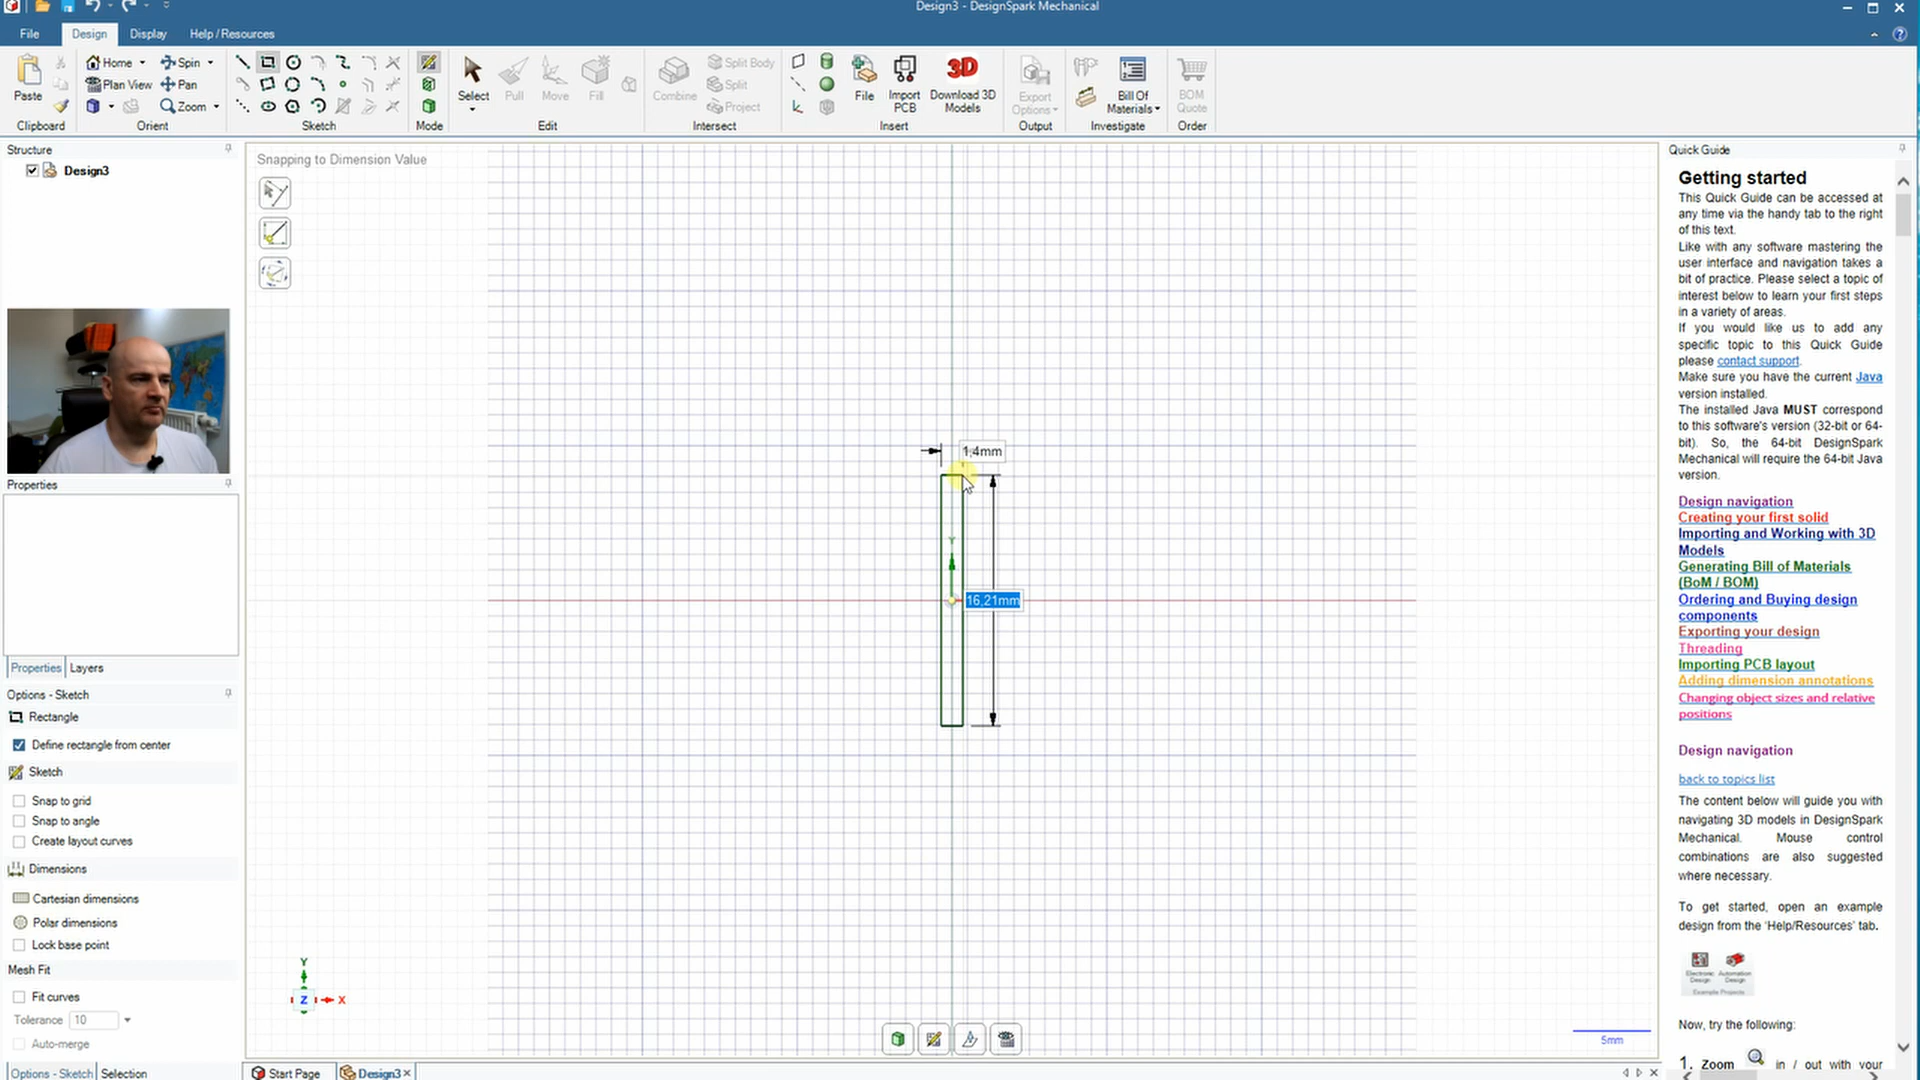 Design3 - DesignSpark Mechanical
File
Design
Display
Help / Resources
Paste
Clipboard
Home
Plan View
Spin
Pan
Zoom
Orient
Sketch
Mode
Select
Pull
Move
Fill
Edit
Combine
Split Body
Split
Project
Intersect
File
Import
PCB
Download 3D
Models
3D
Insert
Export
Options
Output
Bill Of
Materials
Investigate
BOM
Quote
Order
Structure
Design3
Properties
Properties
Layers
Options - Sketch
Rectangle
Define rectangle from center
Sketch
Snap to grid
Snap to angle
Create layout curves
Dimensions
Cartesian dimensions
Polar dimensions
Lock base point
Mesh Fit
Fit curves
Tolerance 10
Auto-merge
Options - Sketch
Selection
Snapping to Dimension Value
1,4mm
Y
16,21mm
Y
Z
X
5mm
Start Page
Design3
Quick Guide
Getting started
This Quick Guide can be accessed at
any time via the handy tab to the right
of this text.
Like with any software mastering the
user interface and navigation takes a
bit of practice. Please select a topic of
interest below to learn your first steps
in a variety of areas.
If you would like us to add any
specific topic to this Quick Guide
please contact support.
Make sure you have the current Java
version installed.
The installed Java MUST correspond
to this software's version (32-bit or 64-
bit). So, the 64-bit DesignSpark
Mechanical will require the 64-bit Java
version.
Design navigation
Creating your first solid
Importing and Working with 3D
Models
Generating Bill of Materials
(BoM / BOM)
Ordering and Buying design
components
Exporting your design
Threading
Importing PCB layout
Adding dimension annotations
Changing object sizes and relative
positions
Design navigation
back to topics list
The content below will guide you with
navigating 3D models in DesignSpark
Mechanical. Mouse control
combinations are also suggested
where necessary.
To get started, open an example
design from the 'Help/Resources' tab.
Electronic Design
Automation Design
Example Projects
Now, try the following:
1. Zoom in / out with your